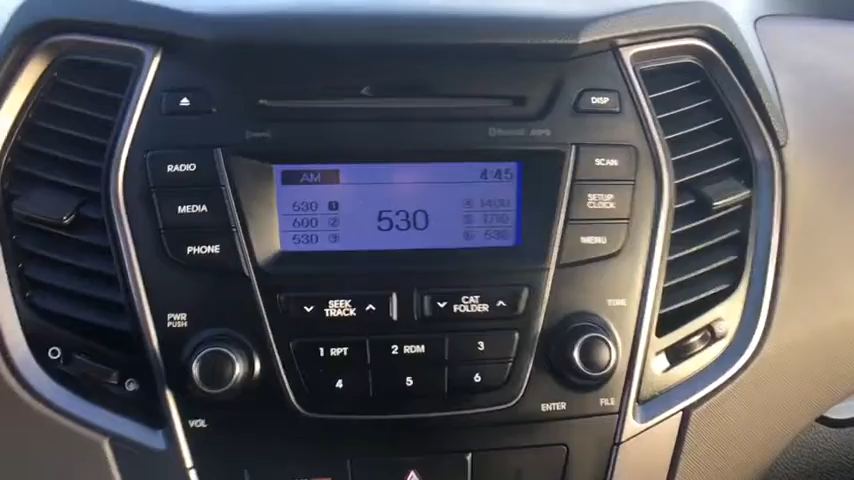 DISP
Bluetooth
RADIO
MEDIA
PHONE
AM 4:45
530 1
600 2
530 3
530
4 1400
5 1710
6 530
SCAN
SETUP
CLOCK
MENU
PWR
PUSH
VOL
SEEK
TRACK
CAT
FOLDER
1 RPT
2 RDM
3
4
5
6
TUNE
ENTER
FILE